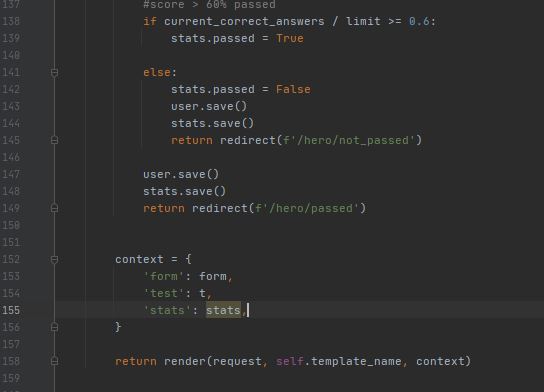 137 #score > 60% passed
138 if current_correct_answers / limit >= 0.6:
139 stats.passed = True
140
141 else:
142 stats.passed = False
143 user.save()
144 stats.save()
145 return redirect(f'/hero/not_passed')
146
147 user.save()
148 stats.save()
149 return redirect(f'/hero/passed')
150
151
152 context = {
153 'form': form,
154 'test': t,
155 'stats': stats,
156 }
157
158 return render(request, self.template_name, context)
159